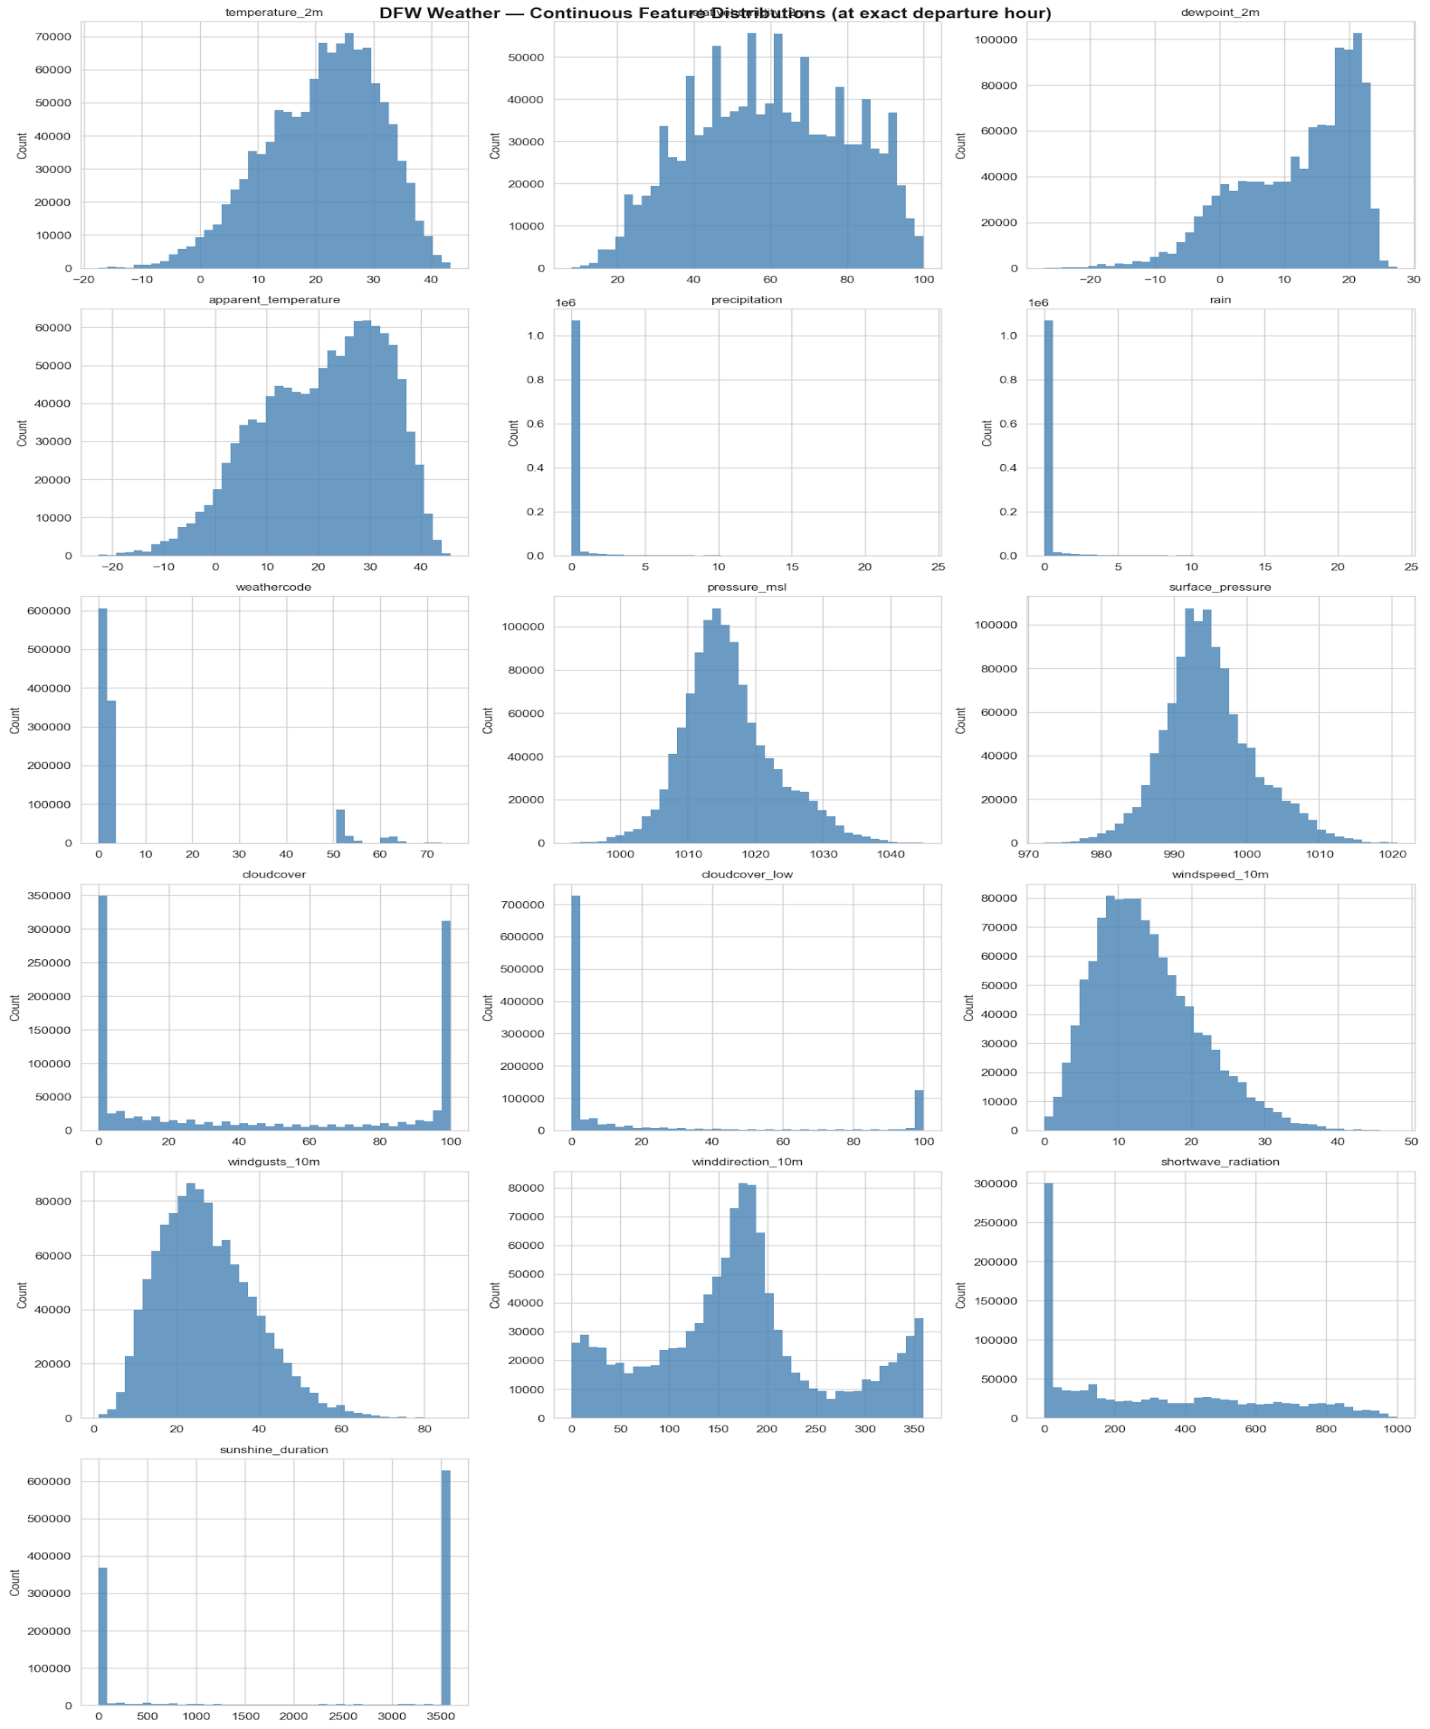 DFW Weather — Continuous Feature Distributions (at exact departure hour)
temperature_2m
Count
70000
60000
50000
40000
30000
20000
10000
0
−20 −10 0 10 20 30 40
Count
50000
40000
30000
20000
10000
0
20 40 60 80 100
dewpoint_2m
Count
100000
80000
60000
40000
20000
0
−20 −10 0 10 20 30
apparent_temperature
Count
60000
50000
40000
30000
20000
10000
0
−20 −10 0 10 20 30 40
precipitation
1e6
Count
1.0
0.8
0.6
0.4
0.2
0.0
0 5 10 15 20 25
rain
1e6
Count
1.0
0.8
0.6
0.4
0.2
0.0
0 5 10 15 20 25
weathercode
Count
600000
500000
400000
300000
200000
100000
0
0 10 20 30 40 50 60 70
pressure_msl
Count
100000
80000
60000
40000
20000
0
1000 1010 1020 1030 1040
surface_pressure
Count
100000
80000
60000
40000
20000
0
970 980 990 1000 1010 1020
cloudcover
Count
350000
300000
250000
200000
150000
100000
50000
0
0 20 40 60 80 100
cloudcover_low
Count
700000
600000
500000
400000
300000
200000
100000
0
0 20 40 60 80 100
windspeed_10m
Count
80000
70000
60000
50000
40000
30000
20000
10000
0
0 10 20 30 40 50
windgusts_10m
Count
80000
60000
40000
20000
0
0 20 40 60 80
winddirection_10m
Count
80000
70000
60000
50000
40000
30000
20000
10000
0
0 50 100 150 200 250 300 350
shortwave_radiation
Count
300000
250000
200000
150000
100000
50000
0
0 200 400 600 800 1000
sunshine_duration
Count
600000
500000
400000
300000
200000
100000
0
0 500 1000 1500 2000 2500 3000 3500